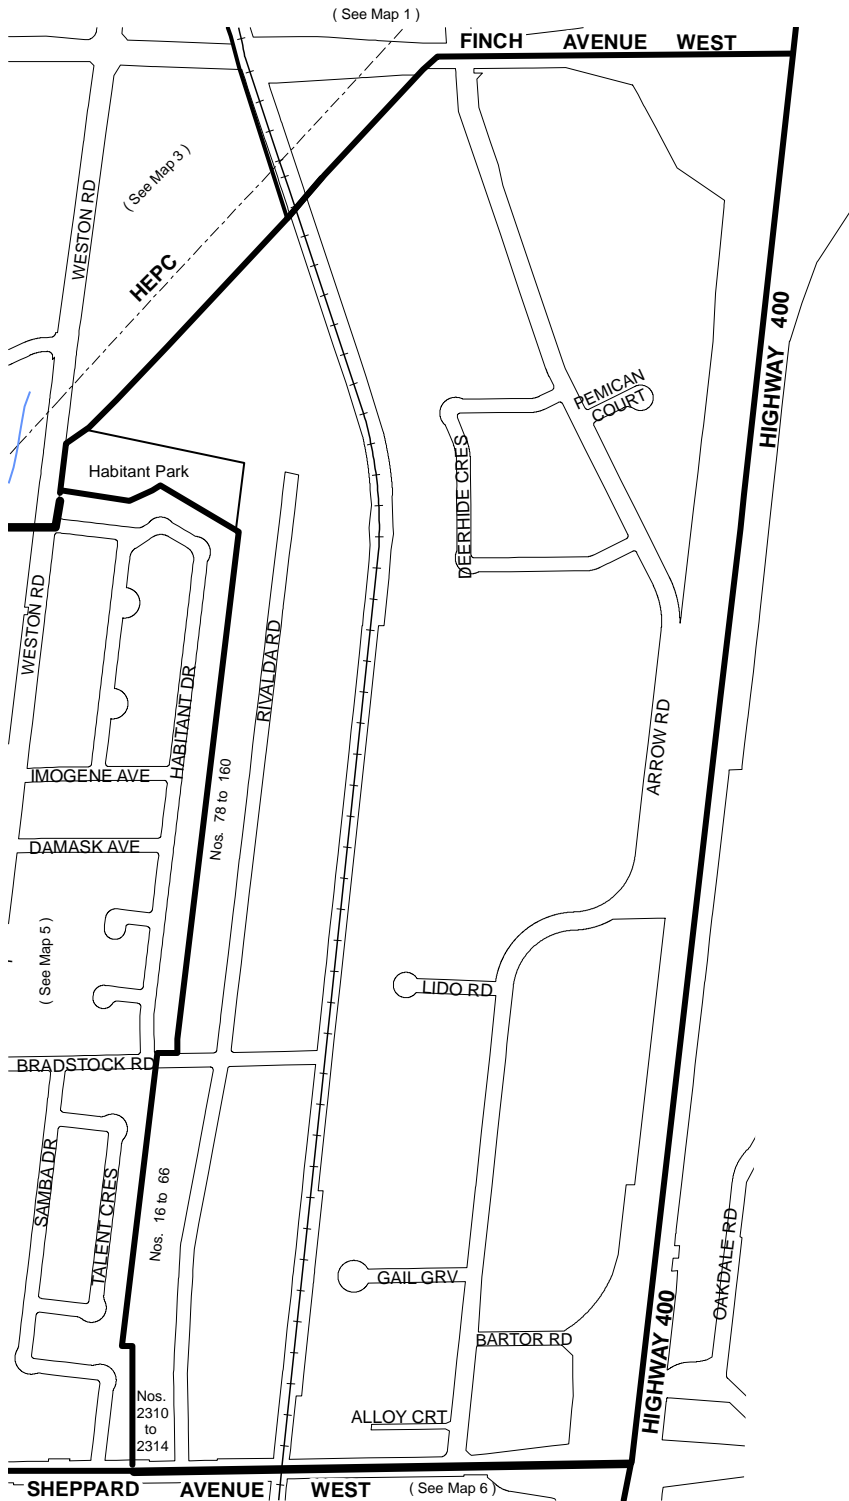 ( See Map 1 )
FINCH AVENUE WEST
( See Map 3 )
WESTON RD
HEPC
HIGHWAY 400
PEMICAN
COURT
DEERHIDE CRES
Habitant Park
WESTON RD
HABITANT DR
RIVALDA RD
ARROW RD
IMOGENE AVE
Nos. 78 to 160
DAMASK AVE
( See Map 5 )
LIDO RD
BRADSTOCK RD
SAMBA DR
TALENT CRES
Nos. 16 to 66
OAKDALE RD
GAIL GRV
BARTOR RD
HIGHWAY 400
Nos.
2310
to
2314
ALLOY CRT
SHEPPARD AVENUE WEST
( See Map 6 )